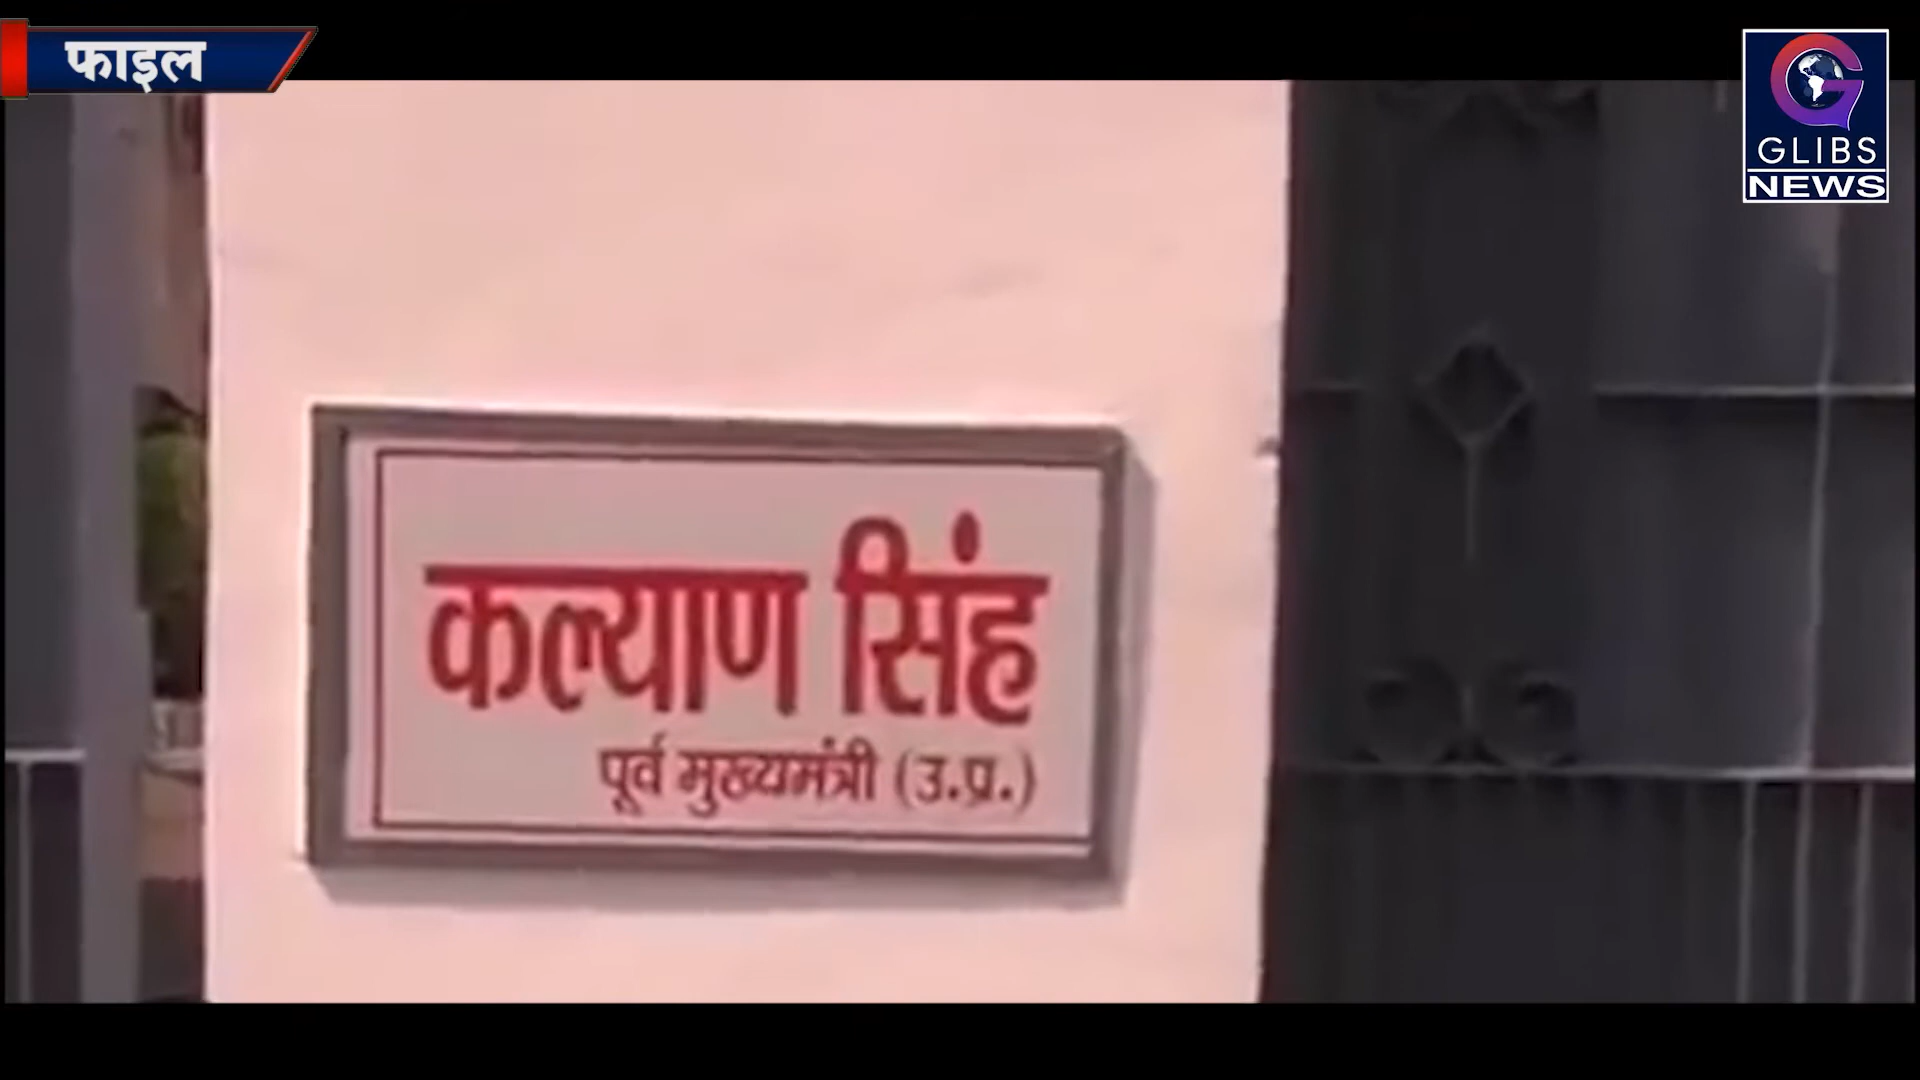 फाइल
GLIBS
NEWS
कल्याण सिंह
पूर्व मुख्यमंत्री (उ.प्र.)